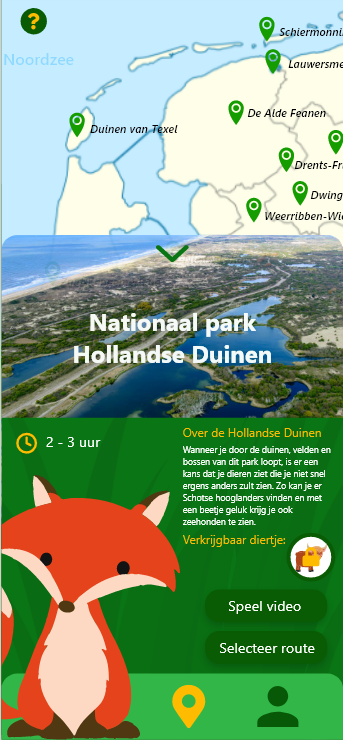 ?
Schiermonni
Noordzee
Lauwersme
De Alde Feanen
Duinen van Texel
Drents-Fr
Dwing
Weerribben-Wie
Nationaal park
Hollandse Duinen
2 - 3 uur
Over de Hollandse Duinen
Wanneer je door de duinen, velden en
bossen van dit park loopt, is er een
kans dat je dieren ziet die je niet snel
ergens anders zult zien. Zo kan je er
Schotse hooglanders vinden en met
een beetje geluk krijg je ook
zeehonden te zien.
Verkrijgbaar diertje:
Speel video
Selecteer route